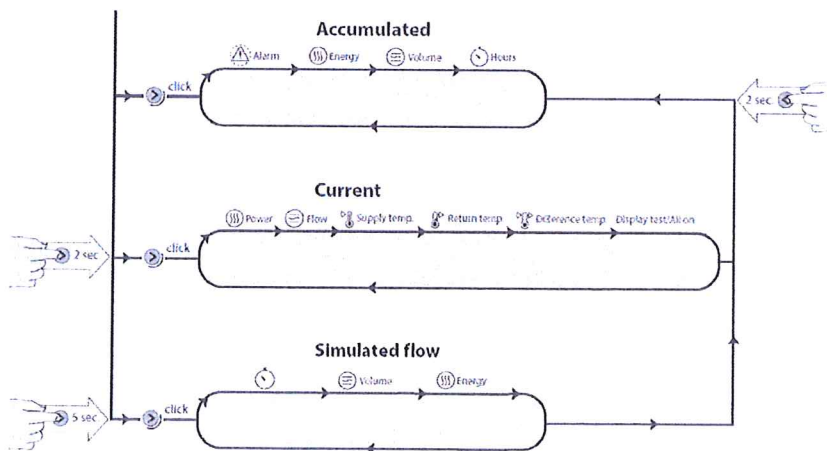 Accumulated
Alarm Energy Volume Hours
click
2 sec
Current
Power Flow Supply temp. Return temp Difference temp Display test/All on
2 sec click
Simulated flow
Volume Energy
5 sec click